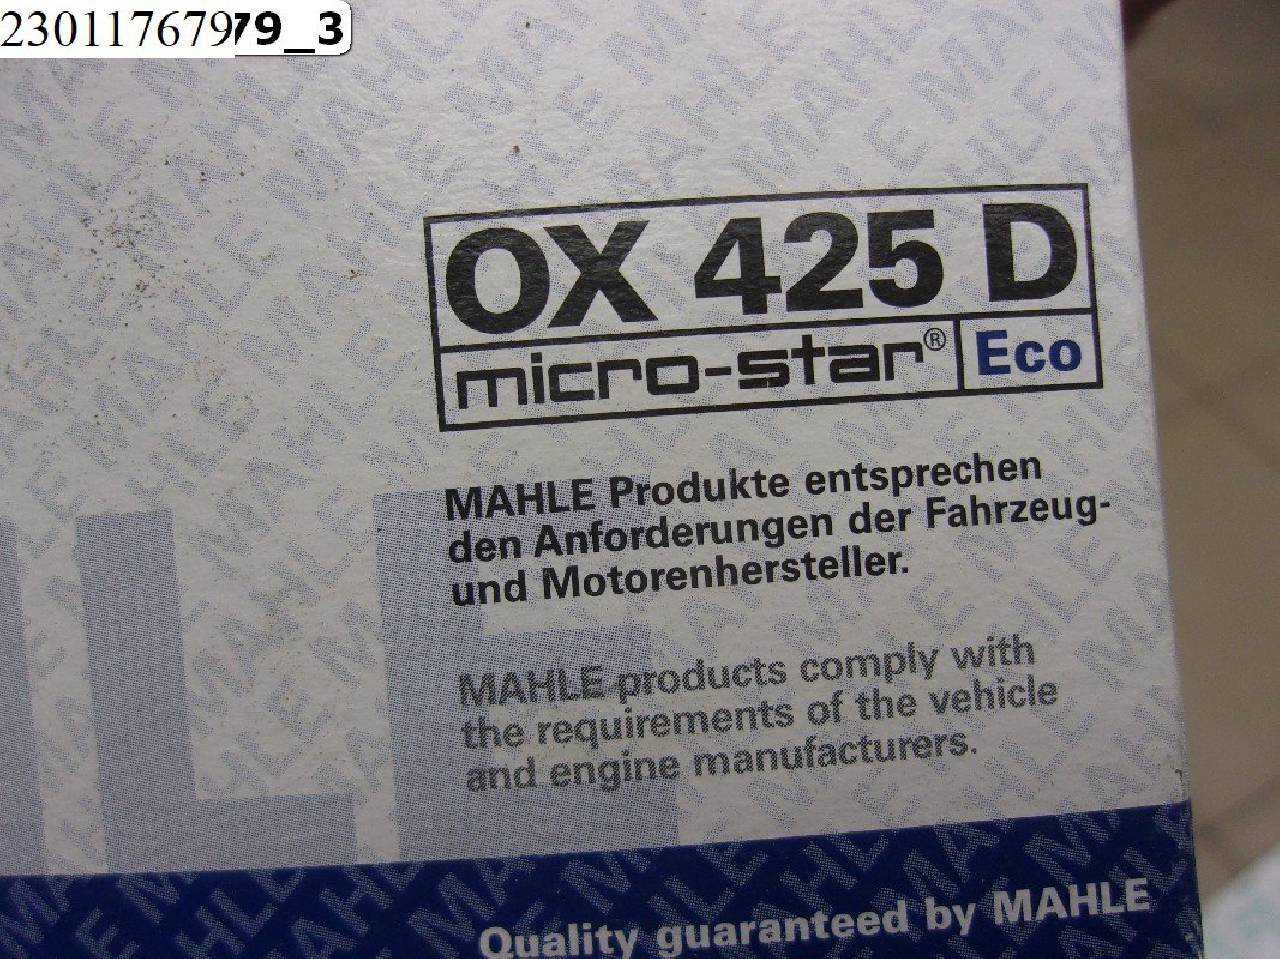 23011767979_3
OX 425 D
micro-star® Eco
MAHLE Produkte entsprechen
den Anforderungen der Fahrzeug-
und Motorenhersteller.
MAHLE products comply with
the requirements of the vehicle
and engine manufacturers.
Quality guaranteed by MAHLE